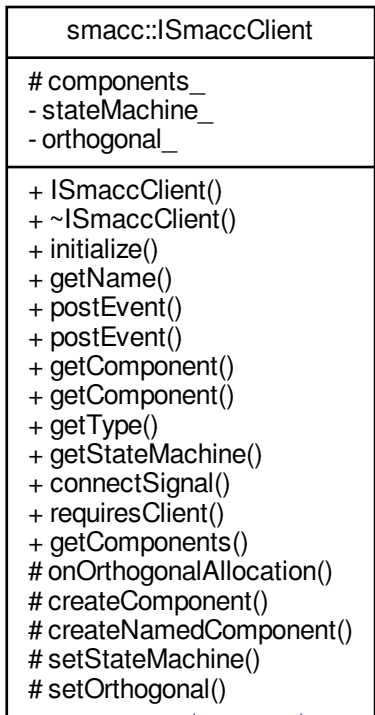 smacc::ISmaccClient
# components_
- stateMachine_
- orthogonal_
+ ISmaccClient()
+ ~ISmaccClient()
+ initialize()
+ getName()
+ postEvent()
+ postEvent()
+ getComponent()
+ getComponent()
+ getType()
+ getStateMachine()
+ connectSignal()
+ requiresClient()
+ getComponents()
# onOrthogonalAllocation()
# createComponent()
# createNamedComponent()
# setStateMachine()
# setOrthogonal()